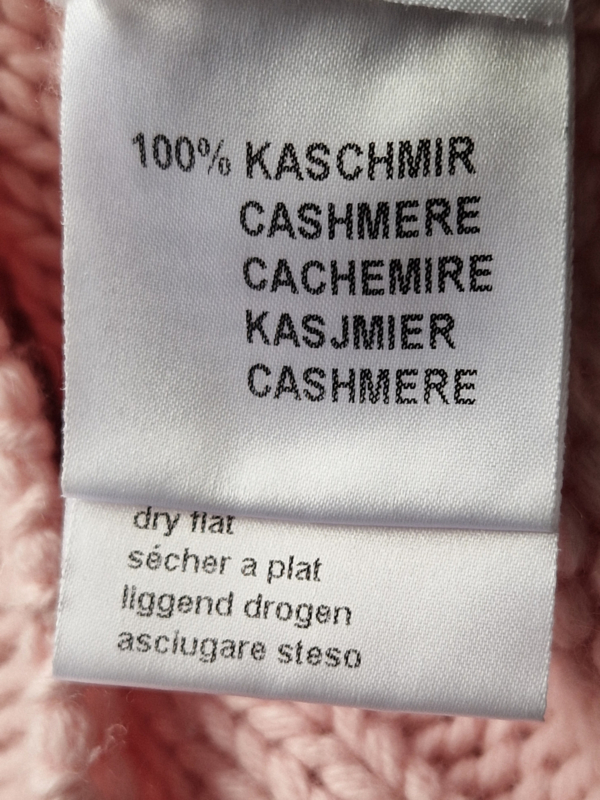 100% KASCHMIR
CASHMERE
CACHEMIRE
KASJMIER
CASHMERE
dry flat
sécher a plat
liggend drogen
asciugare steso